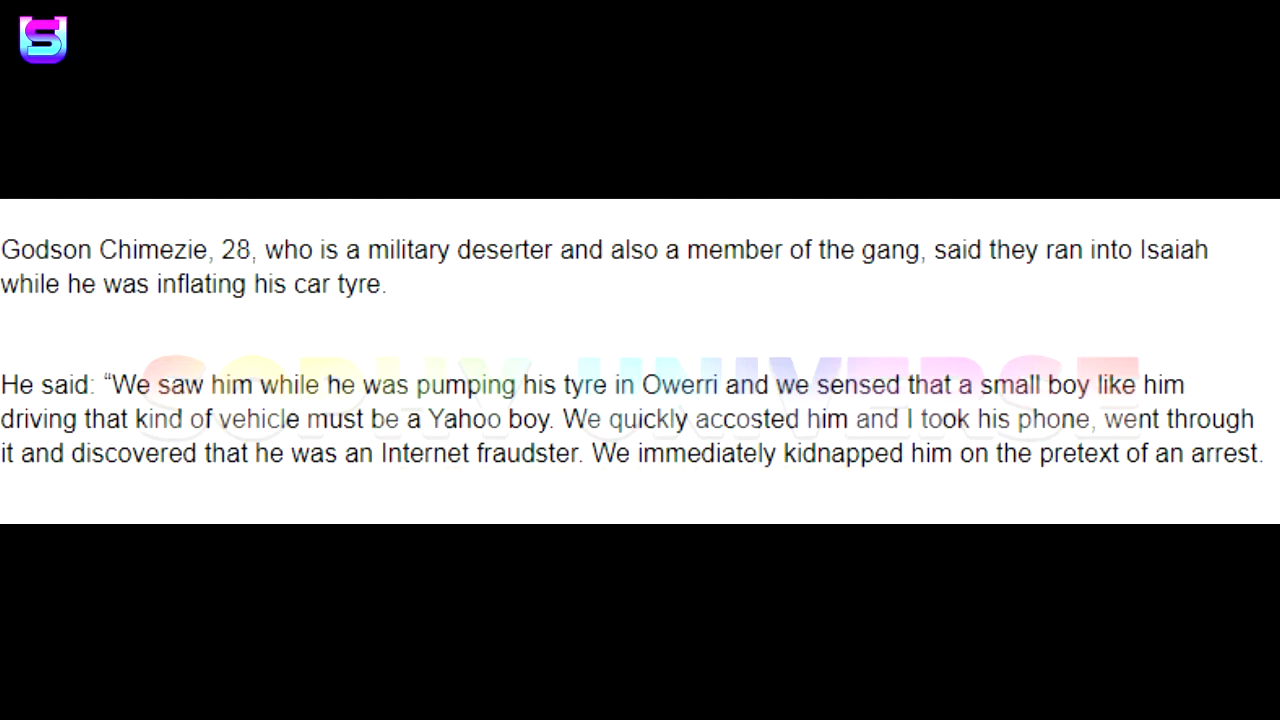 S
Godson Chimezie, 28, who is a military deserter and also a member of the gang, said they ran into Isaiah
while he was inflating his car tyre.
SOPHY UNIVERSE
He said: “We saw him while he was pumping his tyre in Owerri and we sensed that a small boy like him
driving that kind of vehicle must be a Yahoo boy. We quickly accosted him and I took his phone, went through
it and discovered that he was an Internet fraudster. We immediately kidnapped him on the pretext of an arrest.